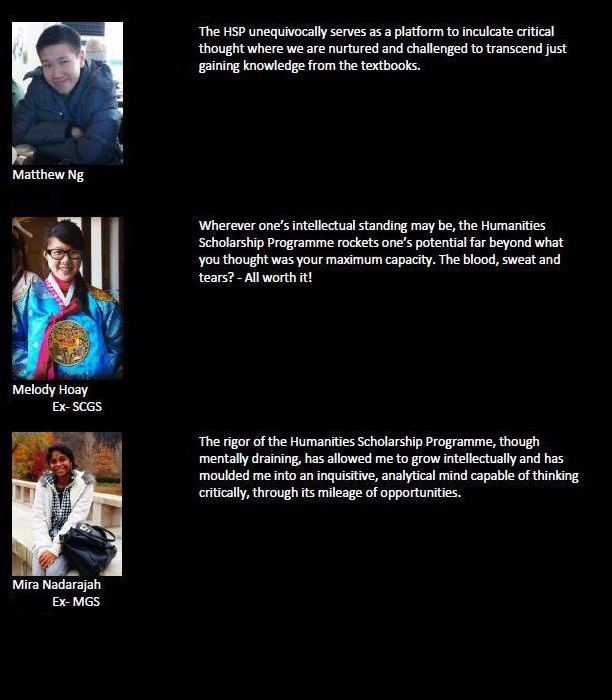 The HSP unequivocally serves as a platform to inculcate critical
thought where we are nurtured and challenged to transcend just
gaining knowledge from the textbooks.
Matthew Ng
Wherever one’s intellectual standing may be, the Humanities
Scholarship Programme rockets one’s potential far beyond what
you thought was your maximum capacity. The blood, sweat and
tears? - All worth it!
Melody Hoay
Ex- SCGS
The rigor of the Humanities Scholarship Programme, though
mentally draining, has allowed me to grow intellectually and has
moulded me into an inquisitive, analytical mind capable of thinking
critically, through its mileage of opportunities.
Mira Nadarajah
Ex- MGS